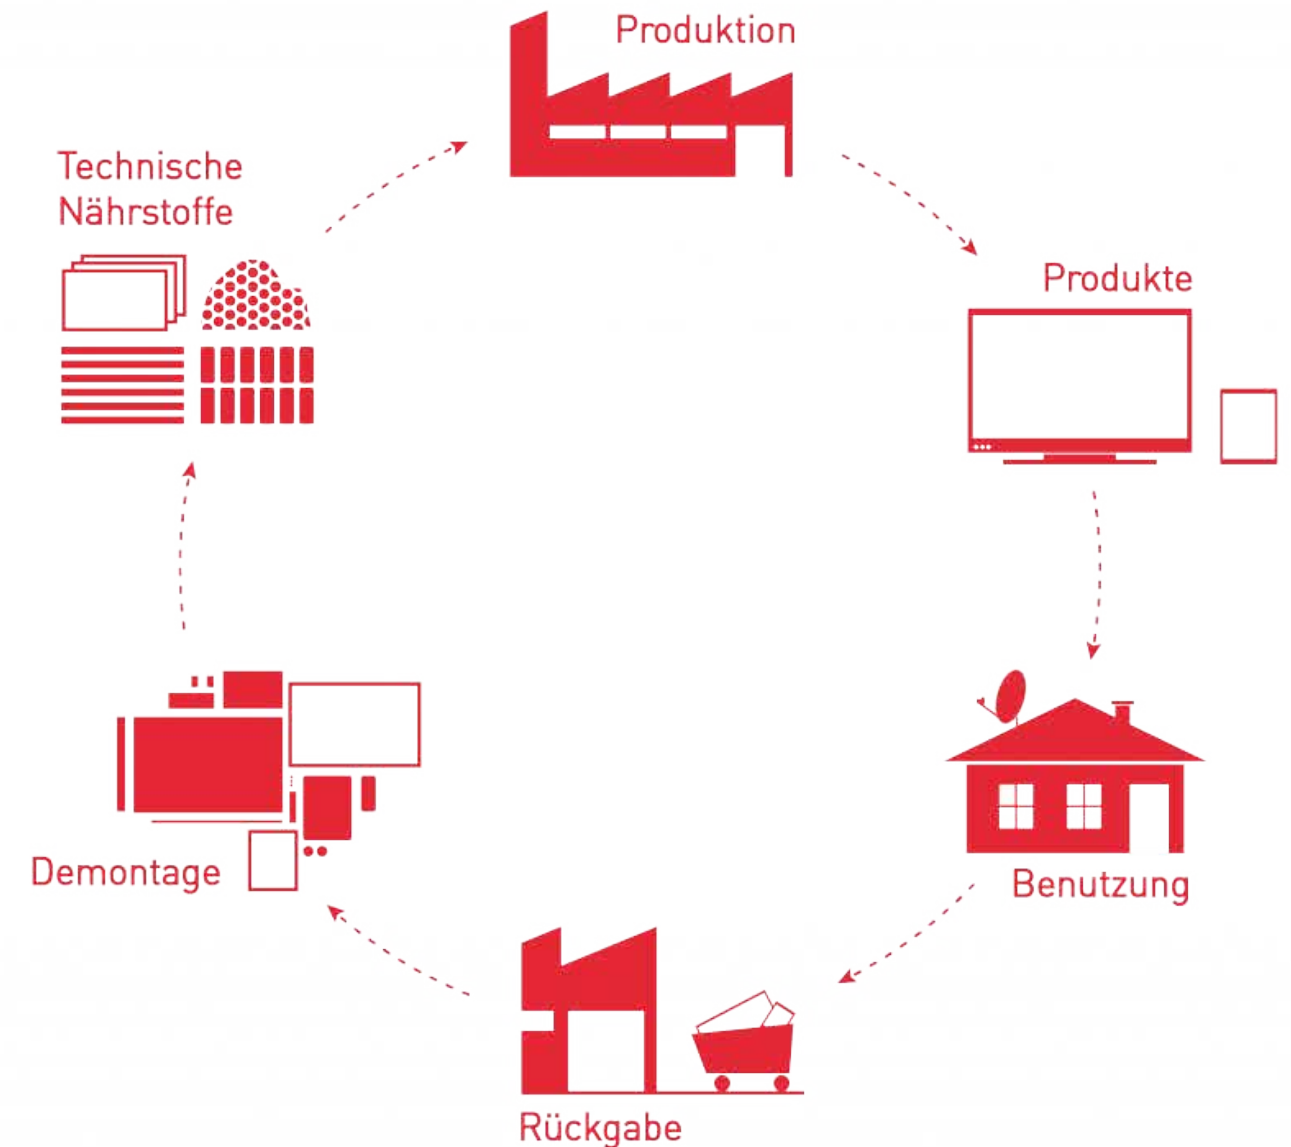 Produktion
Technische
Nährstoffe
Produkte
Demontage
Benutzung
Rückgabe